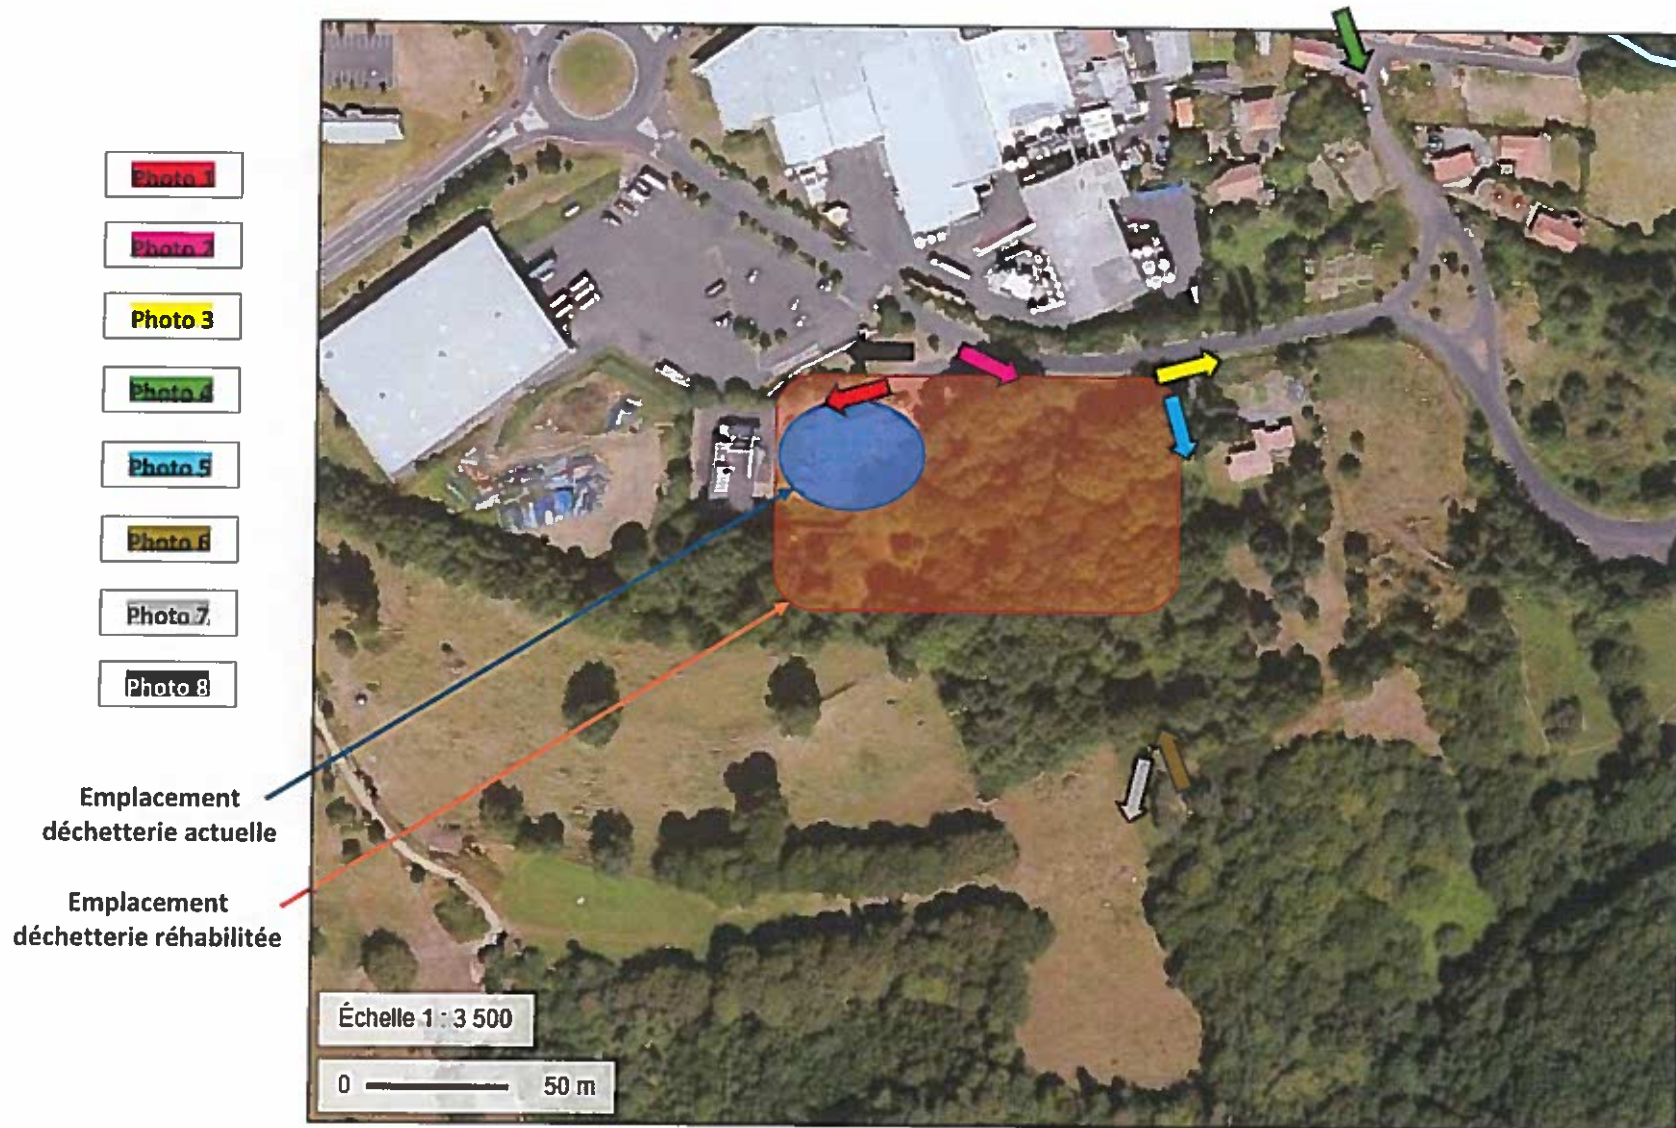 Photo 1
Photo 2
Photo 3
Photo 4
Photo 5
Photo 6
Photo 7
Photo 8
Emplacement
déchetterie actuelle
Emplacement
déchetterie réhabilitée
Échelle 1 : 3 500
0 50 m